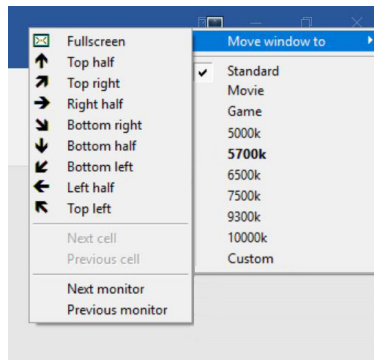 Fullscreen
Top half
Top right
Right half
Bottom right
Bottom half
Bottom left
Left half
Top left
Next cell
Previous cell
Next monitor
Previous monitor
Move window to
Standard
Movie
Game
5000k
5700k
6500k
7500k
9300k
10000k
Custom